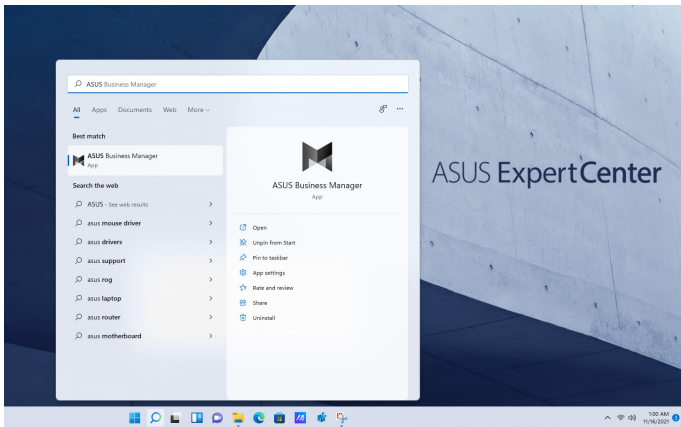 ASUS Business Manager
All Apps Documents Web More
Best match
ASUS Business Manager
App
Search the web
ASUS - See web results
asus mouse driver
asus drivers
asus support
asus rog
asus laptop
asus router
asus motherboard
ASUS Business Manager
App
Open
Unpin from Start
Pin to taskbar
App settings
Rate and review
Share
Uninstall
ASUS ExpertCenter
1:00 AM
11/16/2021